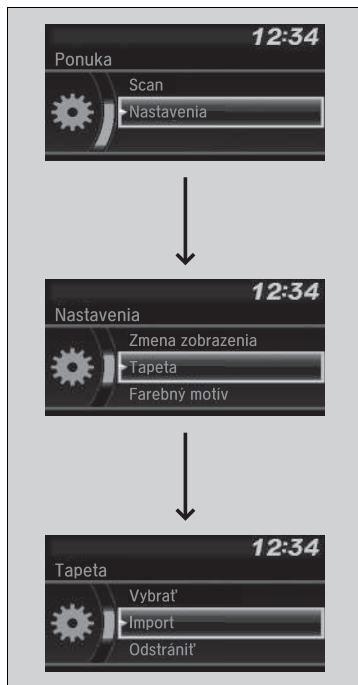 12:34
Ponuka
Scan
Nastavenia
12:34
Nastavenia
Zmena zobrazenia
Tapeta
Farebný motív
12:34
Tapeta
Vybrať
Import
Odstrániť